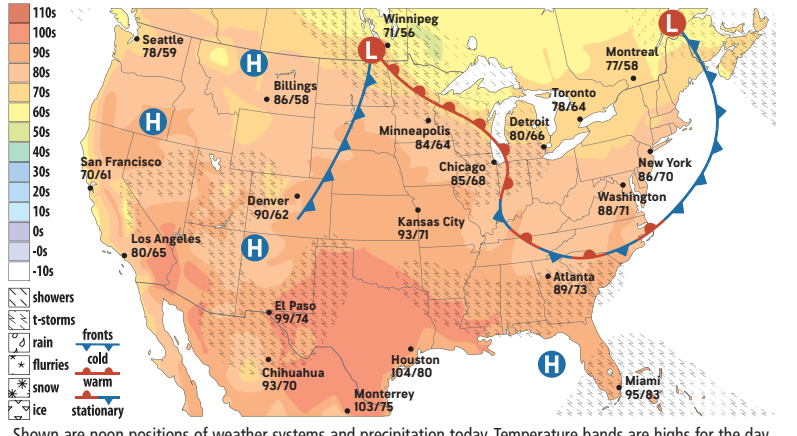 110s
100s
90s
80s
70s
60s
50s
40s
30s
20s
10s
0s
-0s
-10s
showers
t-storms
rain
flurries
snow
ice
fronts
cold
warm
stationary
Seattle
78/59
H
Billings
86/58
H
San Francisco
70/61
Los Angeles
80/65
Denver
90/62
H
El Paso
99/74
Chihuahua
93/70
Monterrey
103/75
Houston
104/80
Winnipeg
71/56
L
Minneapolis
84/64
Chicago
85/68
Kansas City
93/71
Detroit
80/66
Toronto
78/64
Montreal
77/58
L
New York
86/70
Washington
88/71
Atlanta
89/73
H
Miami
95/83
Shown are noon positions of weather systems and precipitation today. Temperature bands are highs for the day.